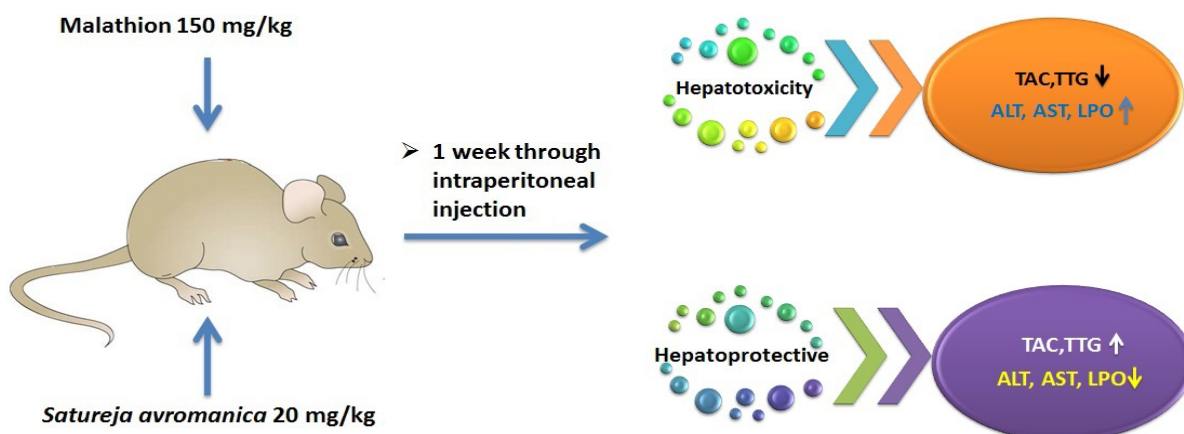 Malathion 150 mg/kg
➢ 1 week through
intraperitoneal
injection
Satureja avromanica 20 mg/kg
Hepatotoxicity
TAC,TTG ↓
ALT, AST, LPO ↑
Hepatoprotective
TAC,TTG ↑
ALT, AST, LPO↓